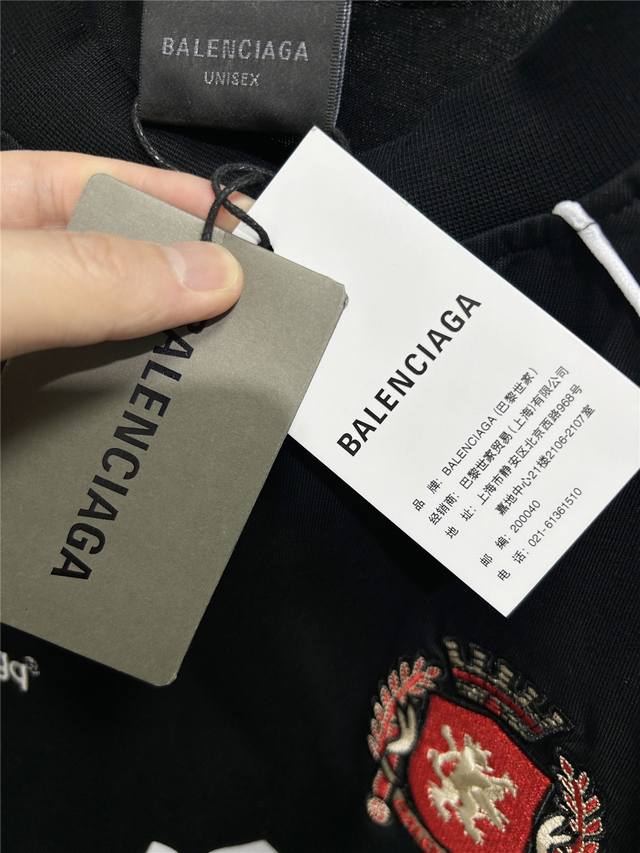 BALENCIAGA
UNISEX
BALENCIAGA
BALENCIAGA
品 牌: BALENCIAGA (巴黎世家)
经销商: 巴黎世家贸易(上海)有限公司
地 址: 上海市静安区北京西路968号
嘉地中心21楼2106-2107室
邮 编: 200040
电 话: 021-61361510